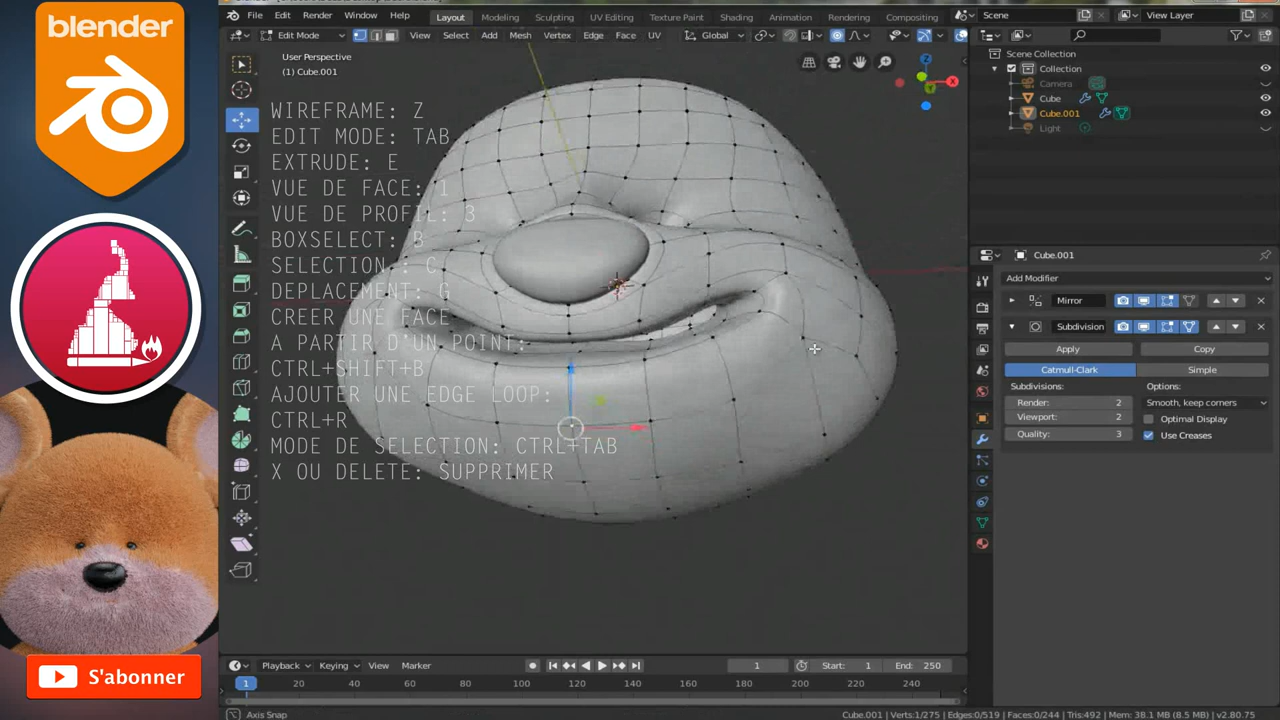 blender
File Edit Render Window Help
Layout Modeling Sculpting UV Editing Texture Paint Shading Animation Rendering Compositing
Scene
View Layer
Edit Mode View Select Add Mesh Vertex Edge Face UV
Global
User Perspective
(1) Cube.001
WIREFRAME: Z
EDIT MODE: TAB
EXTRUDE: E
VUE DE FACE: 1
VUE DE PROFIL: 3
BOXSELECT: B
SELECTION : C
DEPLACEMENT: G
CREER UNE FACE
A PARTIR D'UN POINT:
CTRL+SHIFT+B
AJOUTER UNE EDGE LOOP:
CTRL+R
MODE DE SELECTION: CTRL+TAB
X OU DELETE: SUPPRIMER
X
Z
Scene Collection
Collection
Camera
Cube
Cube.001
Light
Cube.001
Add Modifier
Mirror
Subdivision
Apply Copy
Catmull-Clark Simple
Subdivisions: Options:
Render: 2 Smooth, keep corners
Viewport: 2 Optimal Display
Quality: 3 Use Creases
S'abonner
Playback Keying View Marker
1 Start: 1 End: 250
1 20 40 60 80 100 120 140 160 180 200 220 240
Axis Snap
Cube.001 | Verts:1/275 | Edges:0/519 | Faces:0/244 | Tris:492 | Mem: 38.1 MB (8.5 MB) | v2.80.75